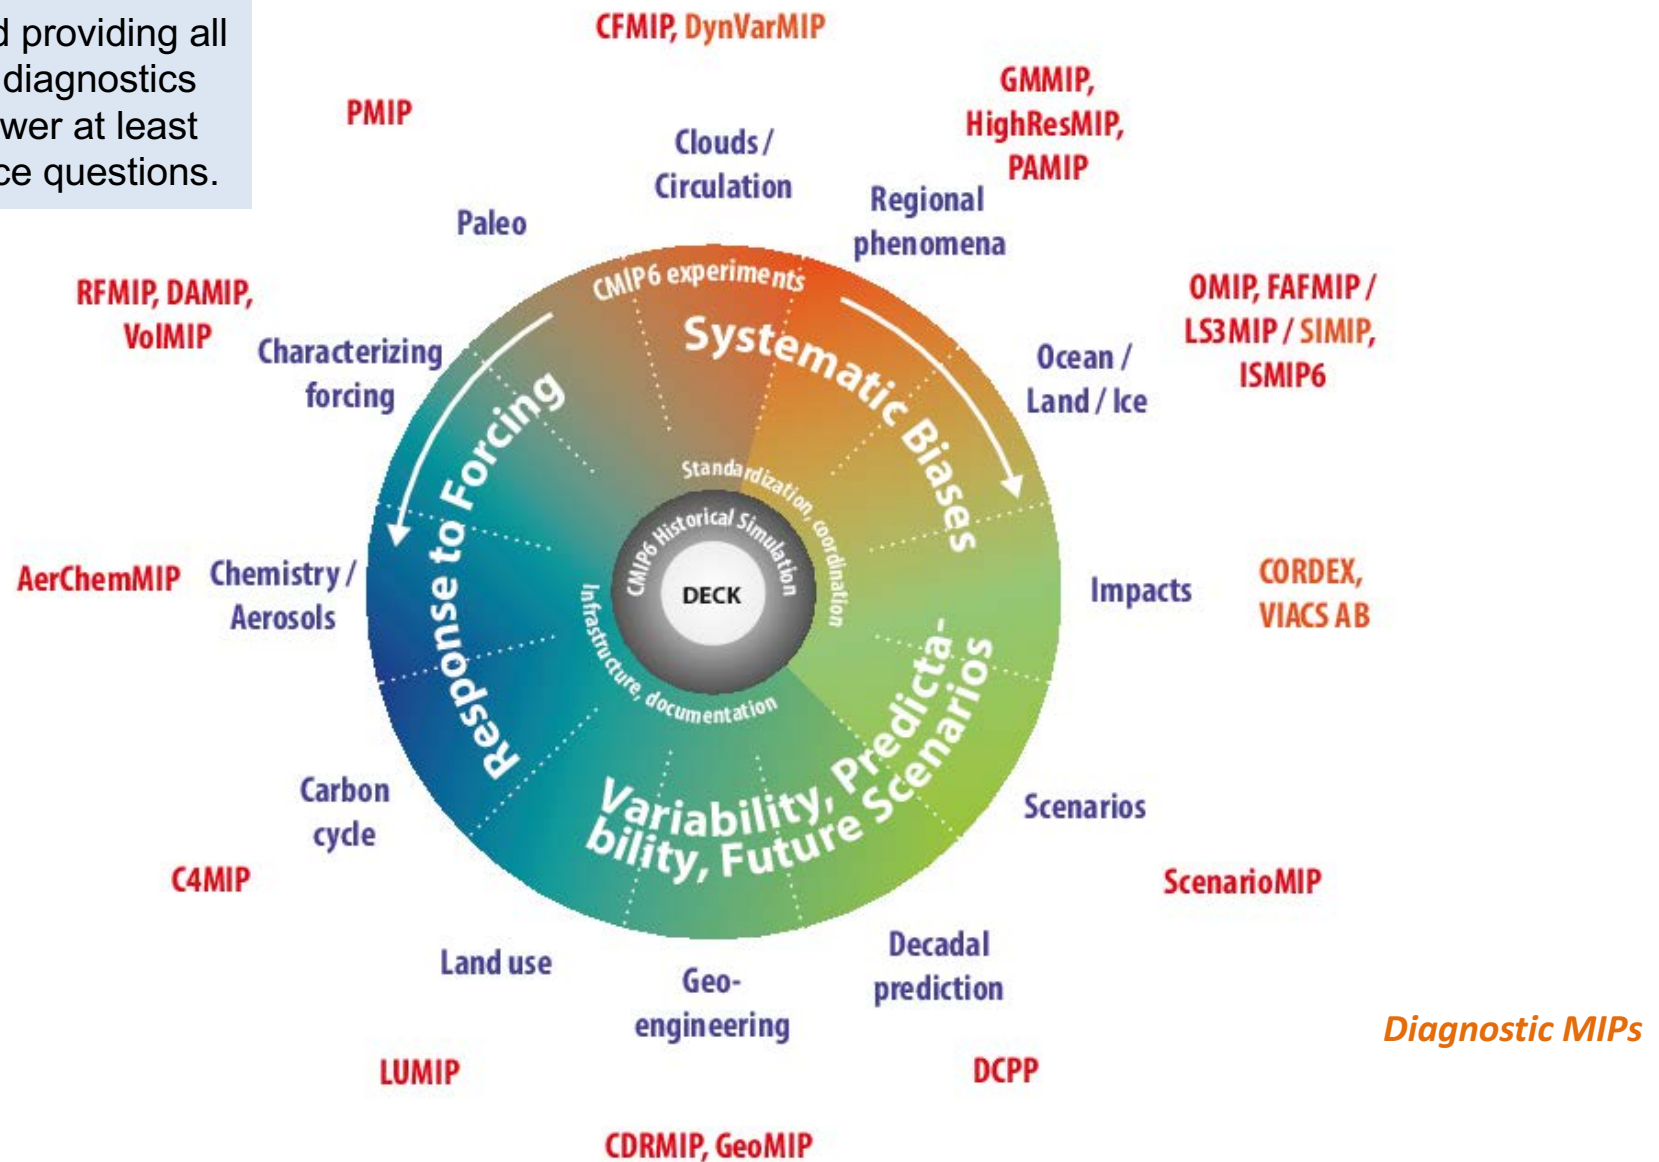 d providing all
diagnostics
wer at least
ce questions.
CFMIP, DynVarMIP
PMIP
GMMIP,
HighResMIP,
PAMIP
Clouds /
Circulation
Regional
phenomena
Paleo
RFMIP, DAMIP,
VolMIP
Characterizing
forcing
OMIP, FAFMIP /
LS3MIP / SIMIP,
ISMIP6
Ocean /
Land / Ice
CMIP6 experiments
Systematic Biases
Response to Forcing
Standardization, coordination
CMIP6 Historical Simulation
DECK
Infrastructure, documentation
Variability, Predicta-
bility, Future Scenarios
AerChemMIP
Chemistry /
Aerosols
Impacts
CORDEX,
VIACS AB
Carbon
cycle
C4MIP
Scenarios
ScenarioMIP
Land use
LUMIP
Geo-
engineering
CDRMIP, GeoMIP
Decadal
prediction
DCPP
Diagnostic MIPs